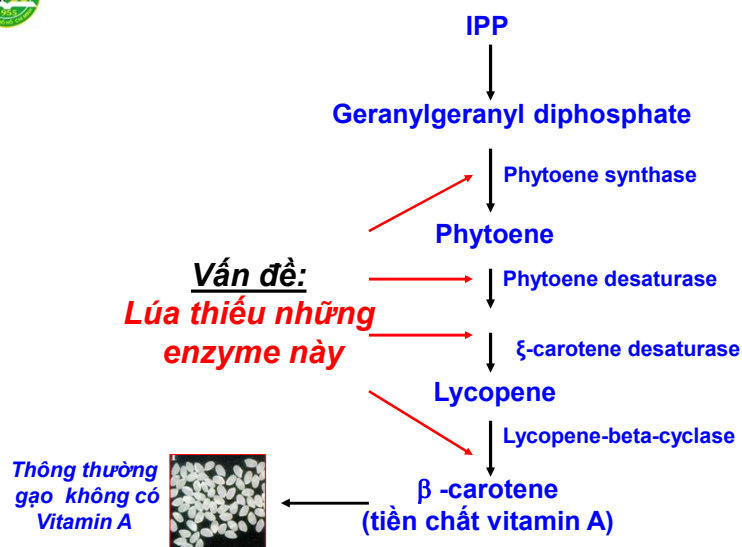 1955
IPP
Geranylgeranyl diphosphate
Phytoene synthase
Phytoene
Vấn đề:
Lúa thiếu những
enzyme này
Phytoene desaturase
ξ-carotene desaturase
Lycopene
Lycopene-beta-cyclase
Thông thường
gạo không có
Vitamin A
β -carotene
(tiền chất vitamin A)